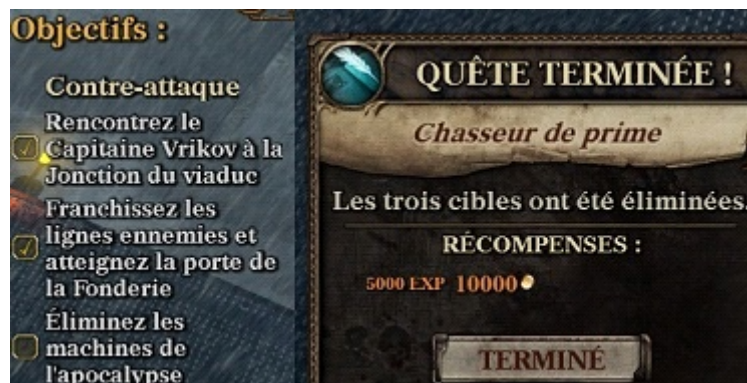 Objectifs :
Contre-attaque
Rencontrez le
Capitaine Vrikov à la
Jonction du viaduc
Franchissez les
lignes ennemies et
atteignez la porte de
la Fonderie
Éliminez les
machines de
l'apocalypse
QUÊTE TERMINÉE !
Chasseur de prime
Les trois cibles ont été éliminées.
RÉCOMPENSES :
5000 EXP 10000
TERMINÉ